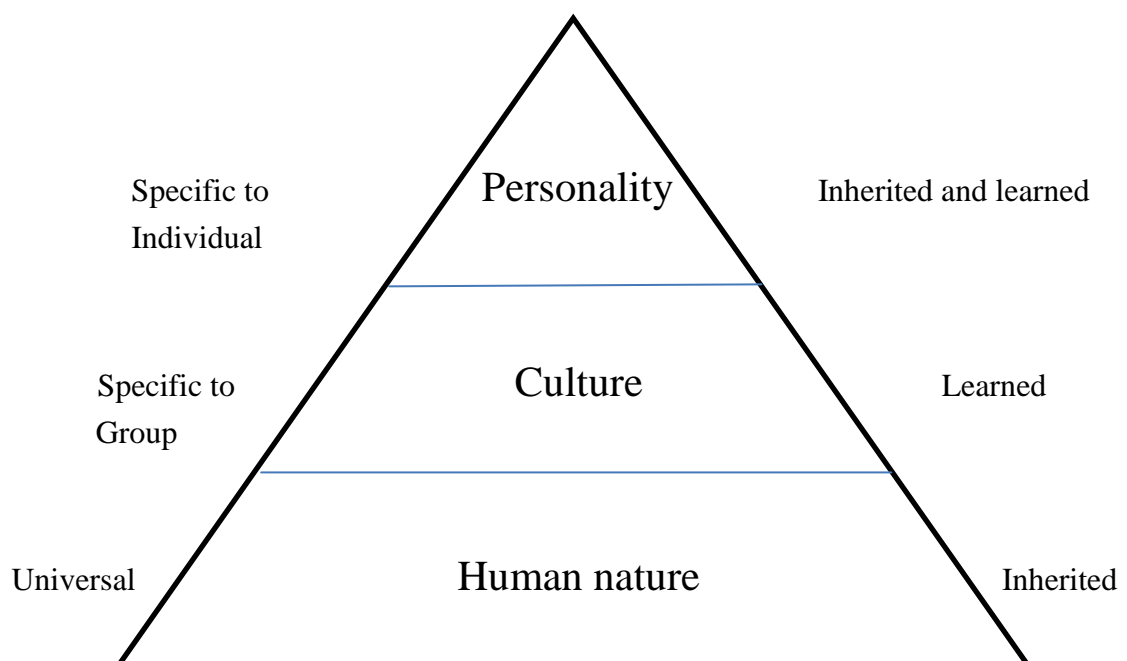 Specific to Personality Inherited and learned
Individual
Specific to Culture Learned
Group
Universal Human nature Inherited